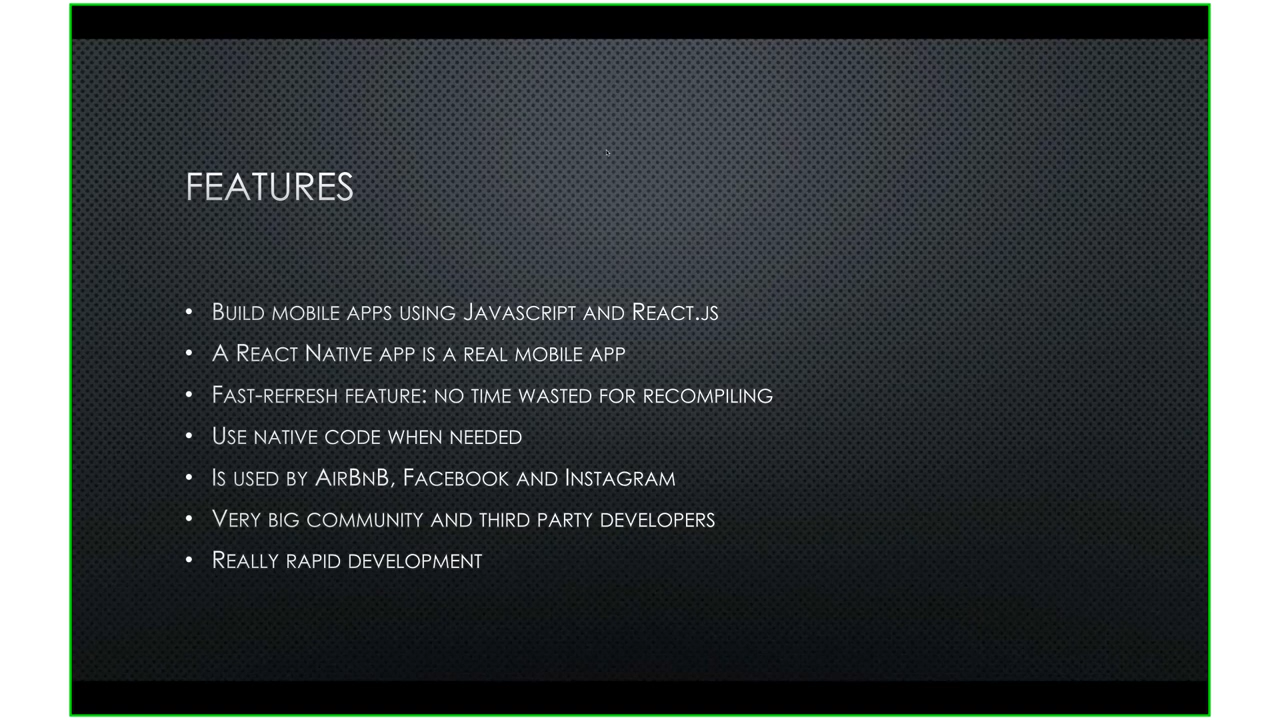 FEATURES
• BUILD MOBILE APPS USING JAVASCRIPT AND REACT.JS
• A REACT NATIVE APP IS A REAL MOBILE APP
• FAST-REFRESH FEATURE: NO TIME WASTED FOR RECOMPILING
• USE NATIVE CODE WHEN NEEDED
• IS USED BY AIRBNB, FACEBOOK AND INSTAGRAM
• VERY BIG COMMUNITY AND THIRD PARTY DEVELOPERS
• REALLY RAPID DEVELOPMENT